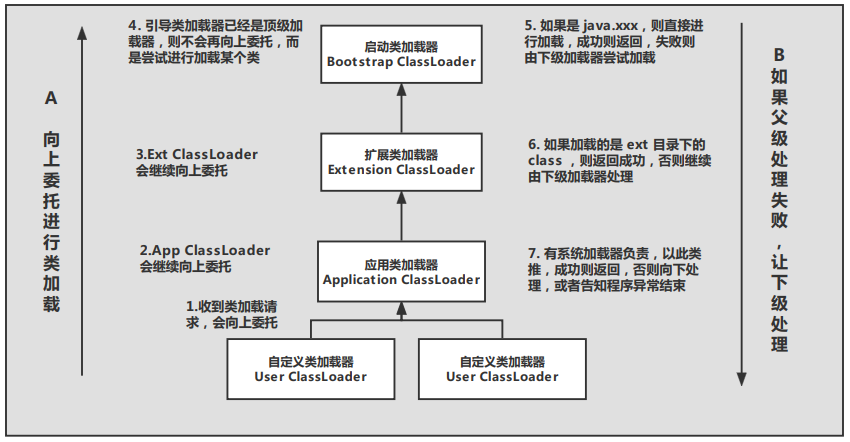 4. 引导类加载器已经是顶级加
载器，则不会再向上委托，而
是尝试进行加载某个类
启动类加载器
Bootstrap ClassLoader
5. 如果是 java.xxx，则直接进
行加载，成功则返回，失败则
由下级加载器尝试加载
A
向
上
委
托
进
行
类
加
载
B
如
果
父
级
处
理
失
败
，
让
下
级
处
理
3.Ext ClassLoader
会继续向上委托
扩展类加载器
Extension ClassLoader
6. 如果加载的是 ext 目录下的
class ，则返回成功，否则继续
由下级加载器处理
2.App ClassLoader
会继续向上委托
应用类加载器
Application ClassLoader
7. 有系统加载器负责，以此类
推，成功则返回，否则向下处
理，或者告知程序异常结束
1.收到类加载请
求，会向上委托
自定义类加载器
User ClassLoader
自定义类加载器
User ClassLoader